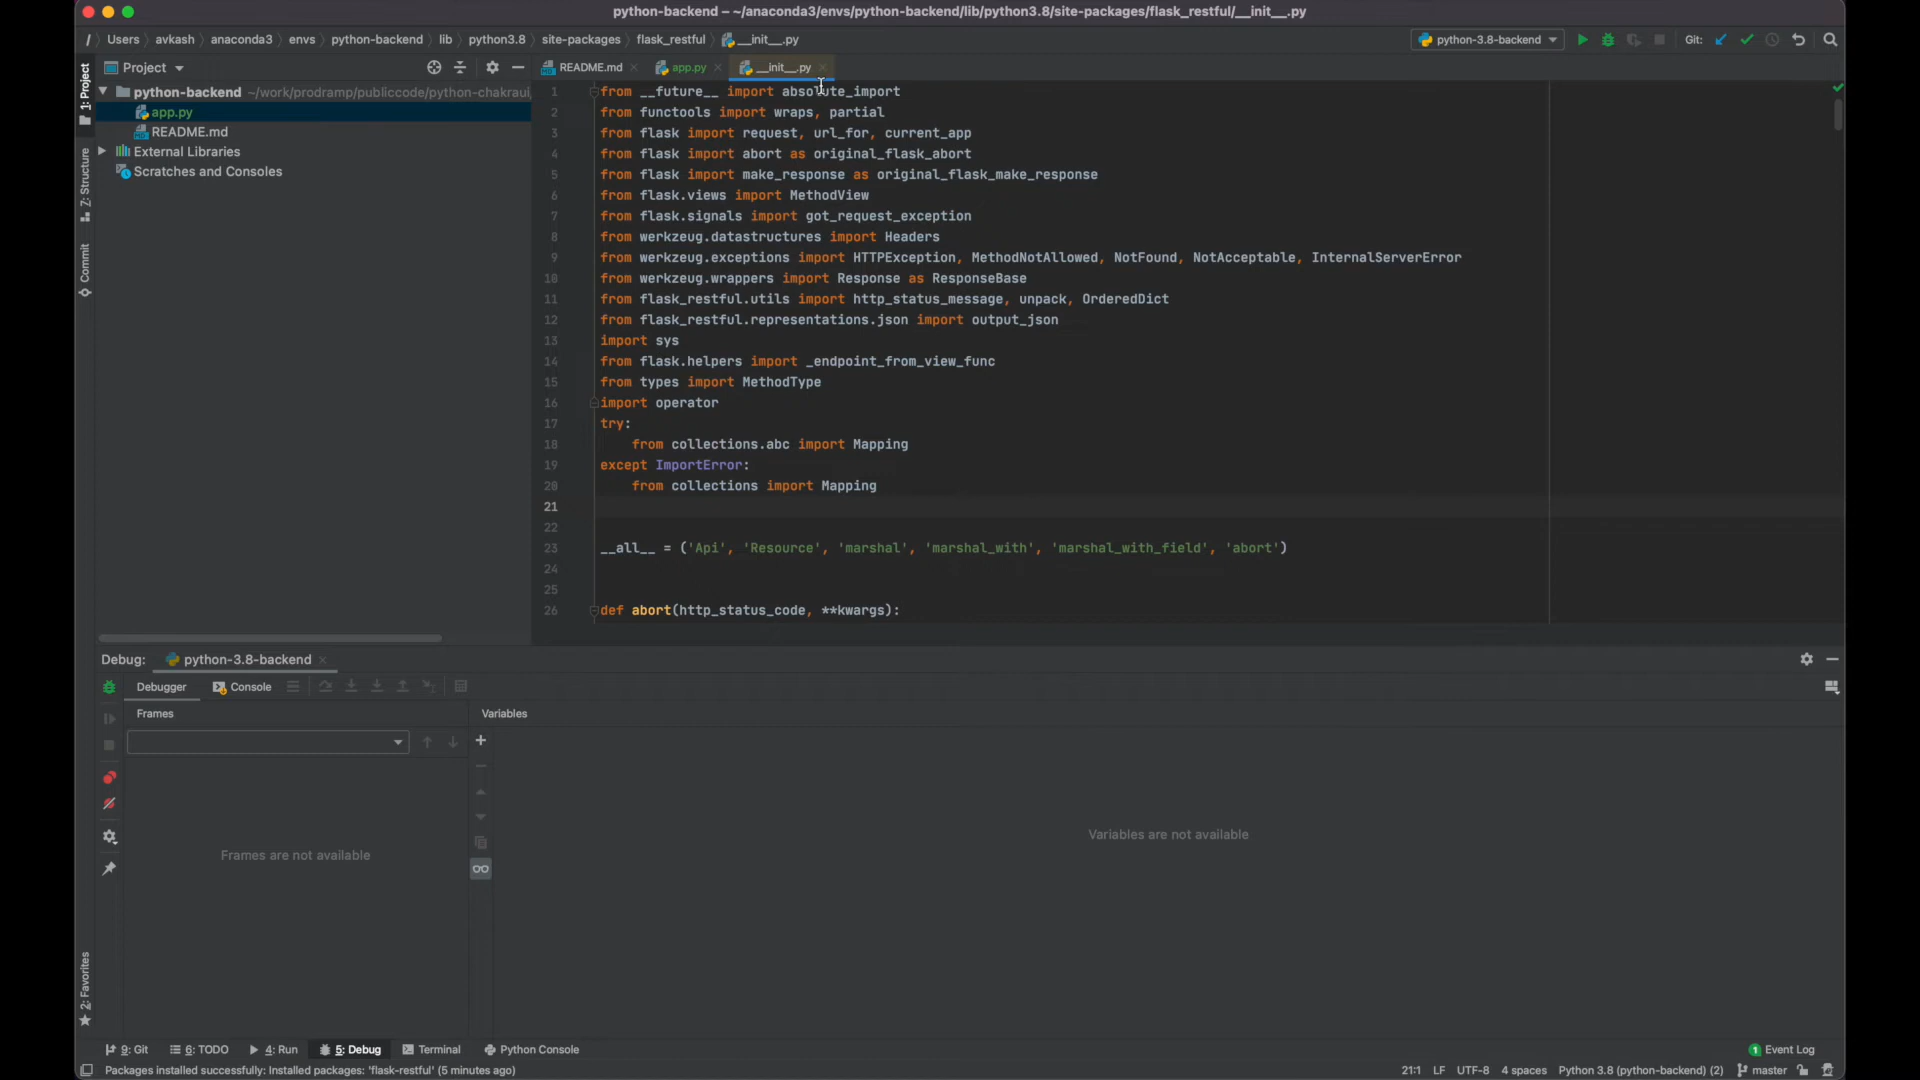 python-backend – ~/anaconda3/envs/python-backend/lib/python3.8/site-packages/flask_restful/__init__.py
/ Users avkash anaconda3 envs python-backend lib python3.8 site-packages flask_restful __init__.py
python-3.8-backend Git:
1: Project
Z: Structure
Commit
2: Favorites
Project
python-backend ~/work/prodramp/publiccode/python-chakraui
app.py
README.md
External Libraries
Scratches and Consoles
README.md app.py __init__.py
1 from __future__ import absolute_import
2 from functools import wraps, partial
3 from flask import request, url_for, current_app
4 from flask import abort as original_flask_abort
5 from flask import make_response as original_flask_make_response
6 from flask.views import MethodView
7 from flask.signals import got_request_exception
8 from werkzeug.datastructures import Headers
9 from werkzeug.exceptions import HTTPException, MethodNotAllowed, NotFound, NotAcceptable, InternalServerError
10 from werkzeug.wrappers import Response as ResponseBase
11 from flask_restful.utils import http_status_message, unpack, OrderedDict
12 from flask_restful.representations.json import output_json
13 import sys
14 from flask.helpers import _endpoint_from_view_func
15 from types import MethodType
16 import operator
17 try:
18 from collections.abc import Mapping
19 except ImportError:
20 from collections import Mapping
21
22
23 __all__ = ('Api', 'Resource', 'marshal', 'marshal_with', 'marshal_with_field', 'abort')
24
25
26 def abort(http_status_code, **kwargs):
Debug: python-3.8-backend
Debugger Console
Frames Variables
Frames are not available
Variables are not available
9: Git 6: TODO 4: Run 5: Debug Terminal Python Console 1 Event Log
Packages installed successfully: Installed packages: 'flask-restful' (5 minutes ago) 21:1 LF UTF-8 4 spaces Python 3.8 (python-backend) (2) master